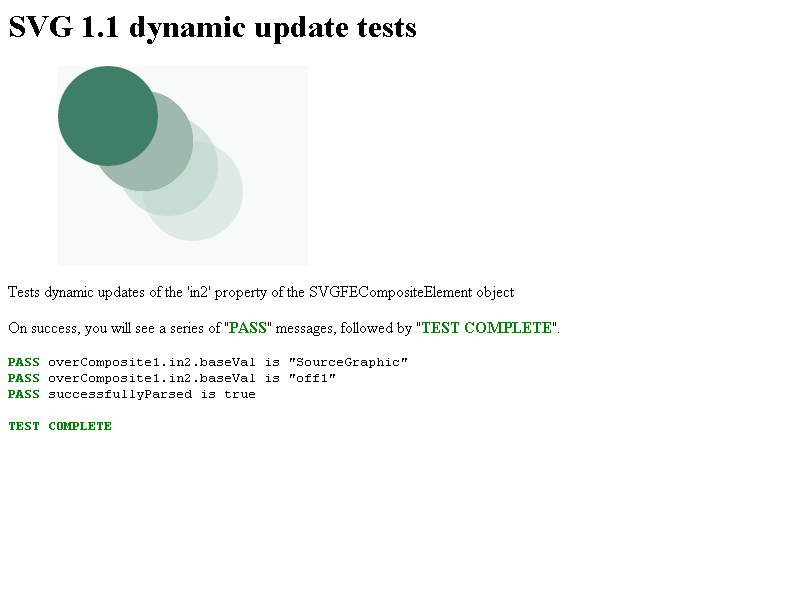 SVG 1.1 dynamic update tests
Tests dynamic updates of the 'in2' property of the SVGFECompositeElement object
On success, you will see a series of "PASS" messages, followed by "TEST COMPLETE".
PASS overComposite1.in2.baseVal is "SourceGraphic"
PASS overComposite1.in2.baseVal is "off1"
PASS successfullyParsed is true
TEST COMPLETE